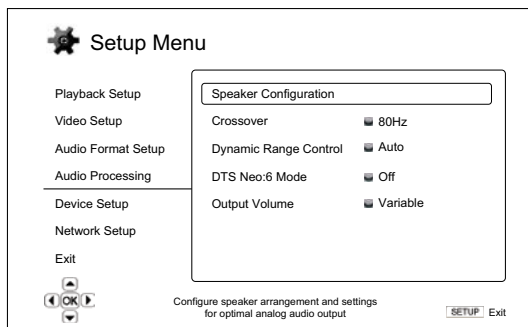 Setup Menu
Playback Setup
Video Setup
Audio Format Setup
Audio Processing
Device Setup
Network Setup
Exit
Speaker Configuration
Crossover 80Hz
Dynamic Range Control Auto
DTS Neo:6 Mode Off
Output Volume Variable
OK
Configure speaker arrangement and settings
for optimal analog audio output
SETUP Exit